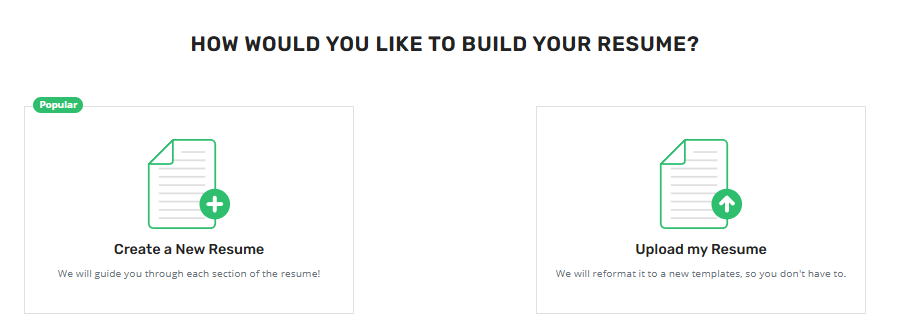 HOW WOULD YOU LIKE TO BUILD YOUR RESUME?
Popular
Create a New Resume
We will guide you through each section of the resume!
Upload my Resume
We will reformat it to a new templates, so you don't have to.